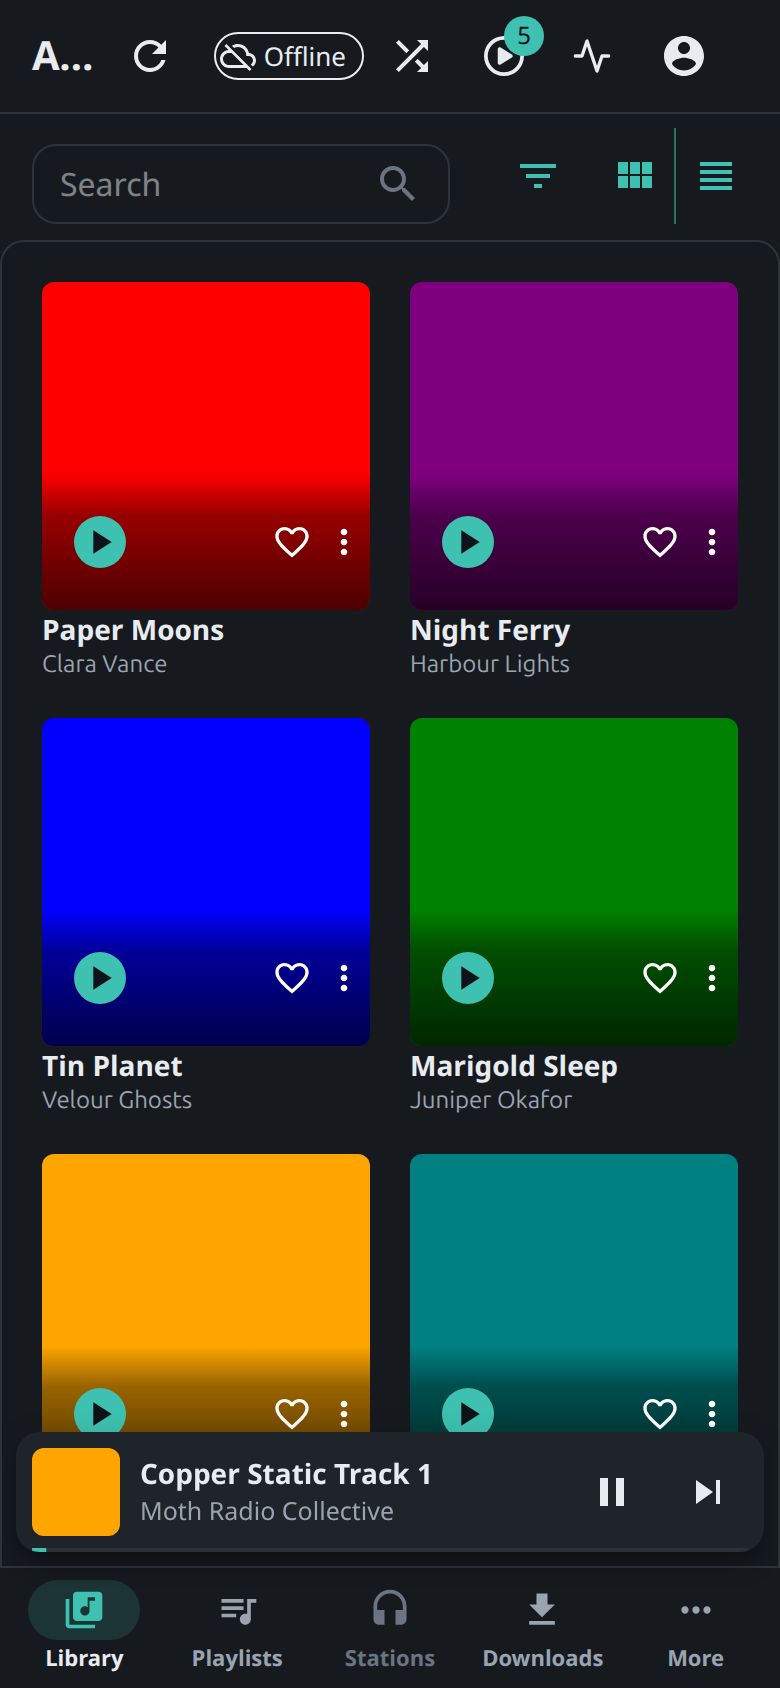 A...
Offline
5
Search
Paper Moons
Clara Vance
Night Ferry
Harbour Lights
Tin Planet
Velour Ghosts
Marigold Sleep
Juniper Okafor
Copper Static Track 1
Moth Radio Collective
Library
Playlists
Stations
Downloads
More